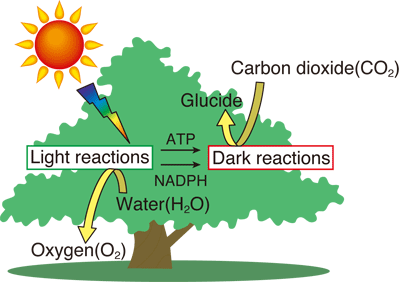 Carbon dioxide(CO₂)
Glucide
ATP
Light reactions
Dark reactions
NADPH
Water(H₂O)
Oxygen(O₂)